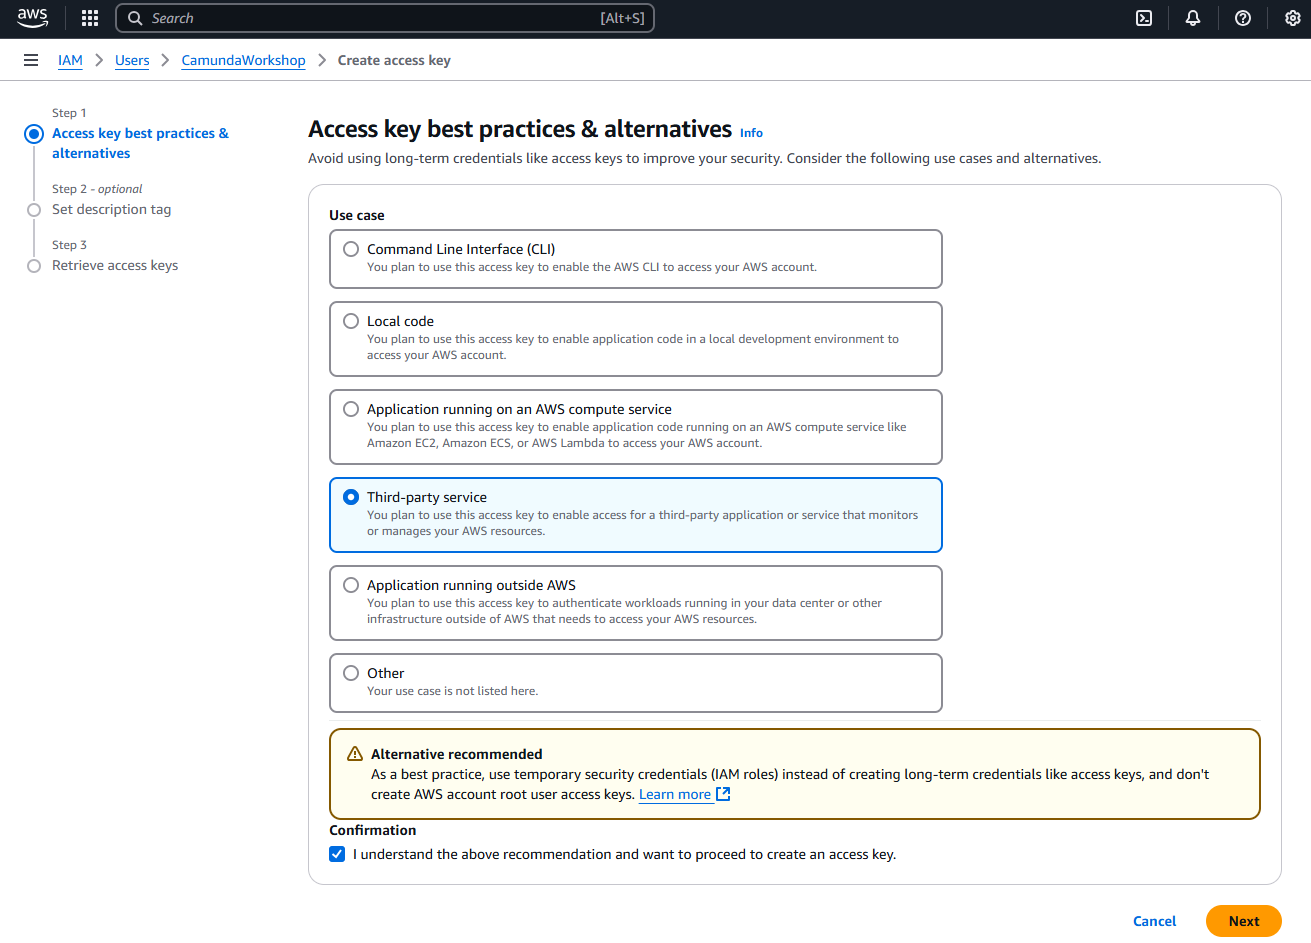 aws
Search [Alt+S]
IAM > Users > CamundaWorkshop > Create access key
Step 1
Access key best practices &
alternatives
Step 2 - optional
Set description tag
Step 3
Retrieve access keys
Access key best practices & alternatives Info
Avoid using long-term credentials like access keys to improve your security. Consider the following use cases and alternatives.
Use case
Command Line Interface (CLI)
You plan to use this access key to enable the AWS CLI to access your AWS account.
Local code
You plan to use this access key to enable application code in a local development environment to
access your AWS account.
Application running on an AWS compute service
You plan to use this access key to enable application code running on an AWS compute service like
Amazon EC2, Amazon ECS, or AWS Lambda to access your AWS account.
Third-party service
You plan to use this access key to enable access for a third-party application or service that monitors
or manages your AWS resources.
Application running outside AWS
You plan to use this access key to authenticate workloads running in your data center or other
infrastructure outside of AWS that needs to access your AWS resources.
Other
Your use case is not listed here.
Alternative recommended
As a best practice, use temporary security credentials (IAM roles) instead of creating long-term credentials like access keys, and don't
create AWS account root user access keys. Learn more
Confirmation
I understand the above recommendation and want to proceed to create an access key.
Cancel Next